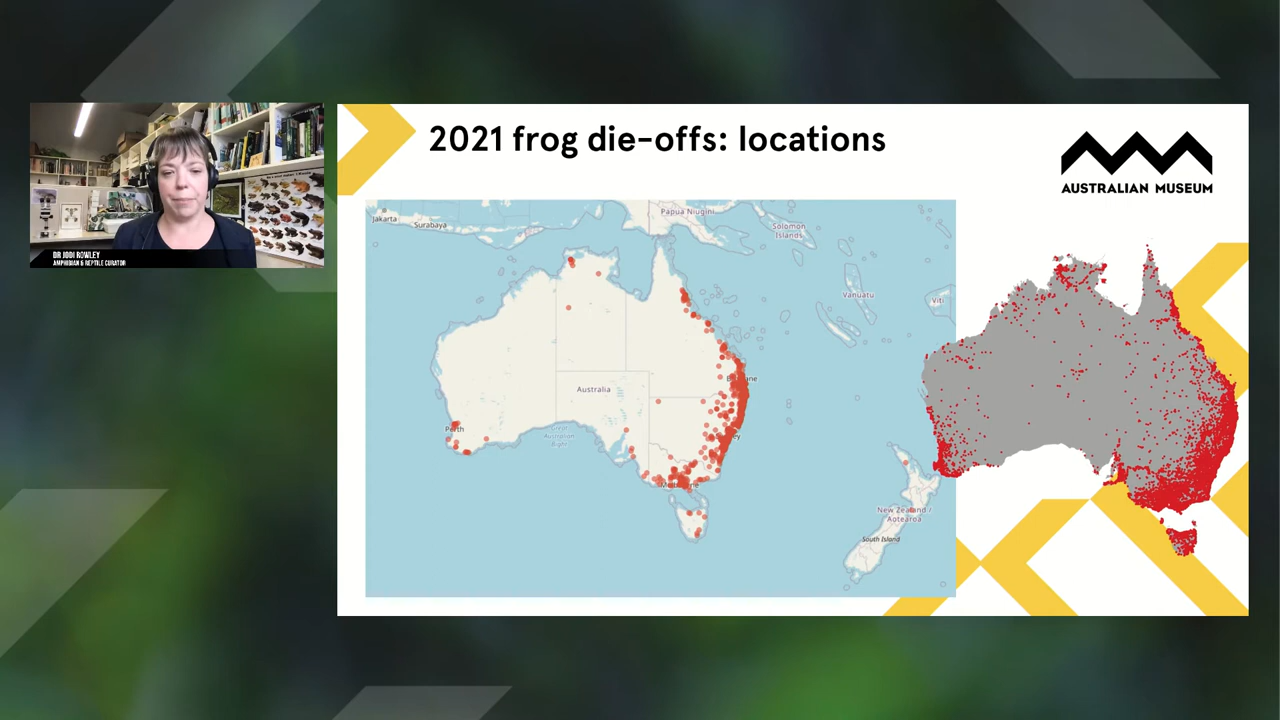 2021 frog die-offs: locations
AUSTRALIAN MUSEUM
DR JODI ROWLEY
AMPHIBIAN & REPTILE CURATOR
Jakarta
Surabaya
Papua Niugini
Solomon
Islands
Vanuatu
Viti
Australia
Perth
Great
Australian
Bight
New Zealand /
Aotearoa
South Island